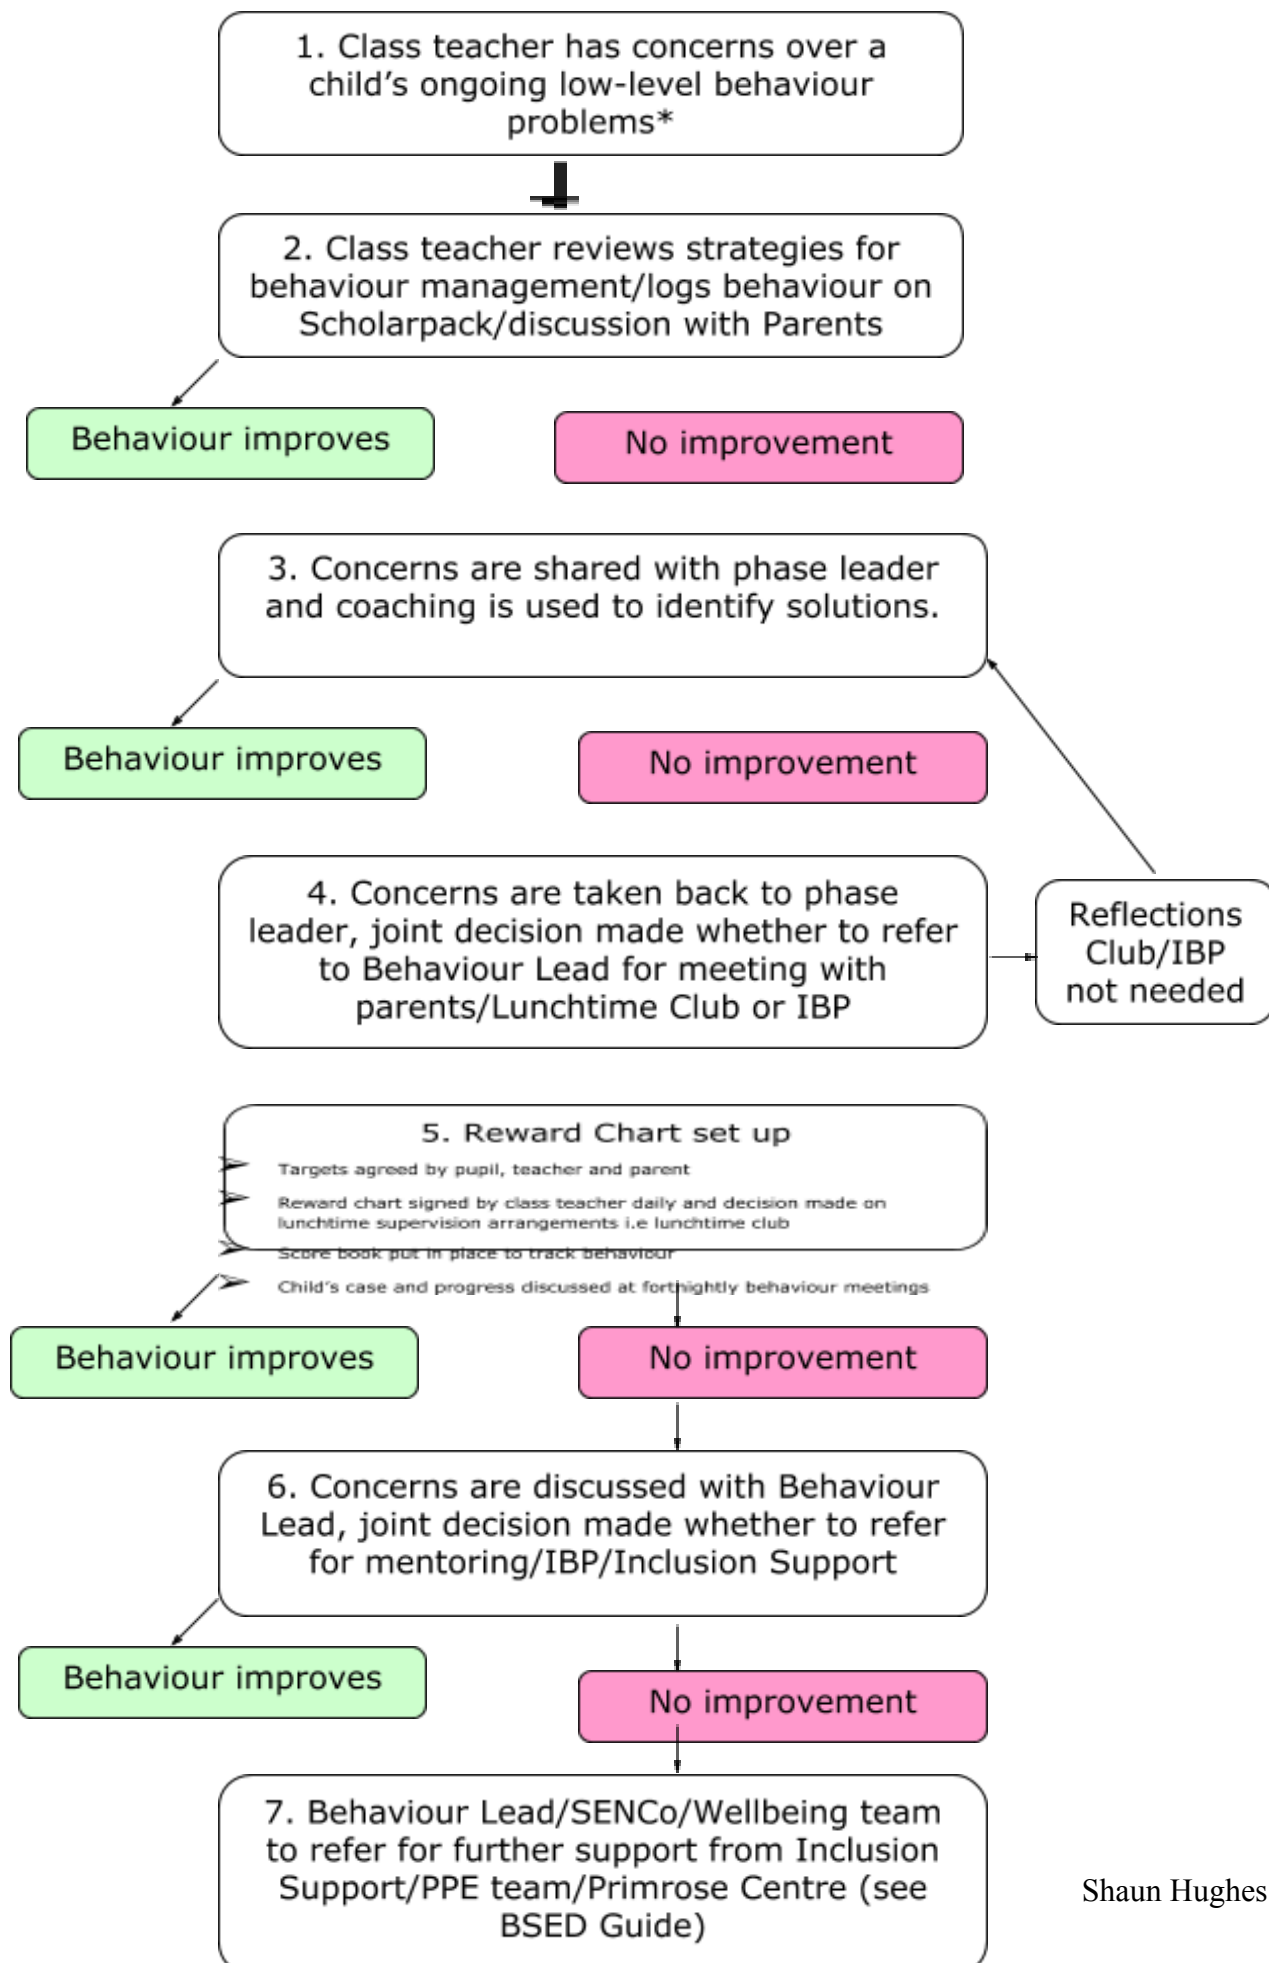 1. Class teacher has concerns over a
child's ongoing low-level behaviour
problems*
2. Class teacher reviews strategies for
behaviour management/logs behaviour on
Scholarpack/discussion with Parents
Behaviour improves
No improvement
3. Concerns are shared with phase leader
and coaching is used to identify solutions.
Behaviour improves
No improvement
4. Concerns are taken back to phase
leader, joint decision made whether to refer
to Behaviour Lead for meeting with
parents/Lunchtime Club or IBP
Reflections
Club/IBP
not needed
5. Reward Chart set up
Targets agreed by pupil, teacher and parent
Reward chart signed by class teacher daily and decision made on
lunchtime supervision arrangements i.e lunchtime club
Score book put in place to track behaviour
Child's case and progress discussed at fortnightly behaviour meetings
Behaviour improves
No improvement
6. Concerns are discussed with Behaviour
Lead, joint decision made whether to refer
for mentoring/IBP/Inclusion Support
Behaviour improves
No improvement
7. Behaviour Lead/SENCo/Wellbeing team
to refer for further support from Inclusion
Support/PPE team/Primrose Centre (see
BSED Guide)
Shaun Hughes